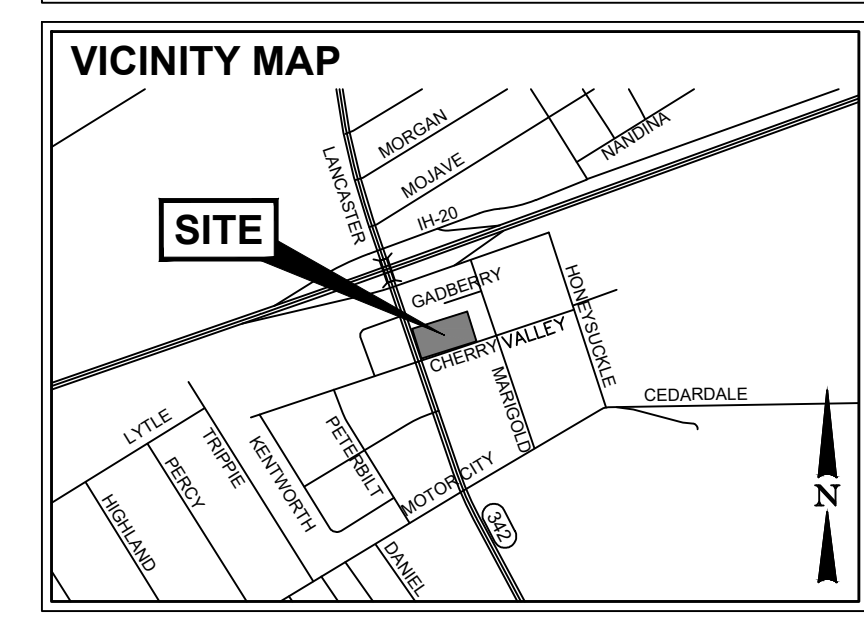 VICINITY MAP
MORGAN
NANDINA
LANCASTER
MOJAVE
IH-20
SITE
GADBERRY
HONEYSUCKLE
CHERRY VALLEY
MARIGOLD
CEDARDALE
LYTLE
TRIPPIE
PETERBILT
KENTWORTH
PERCY
MOTOR CITY
HIGHLAND
342
N
DANIEL